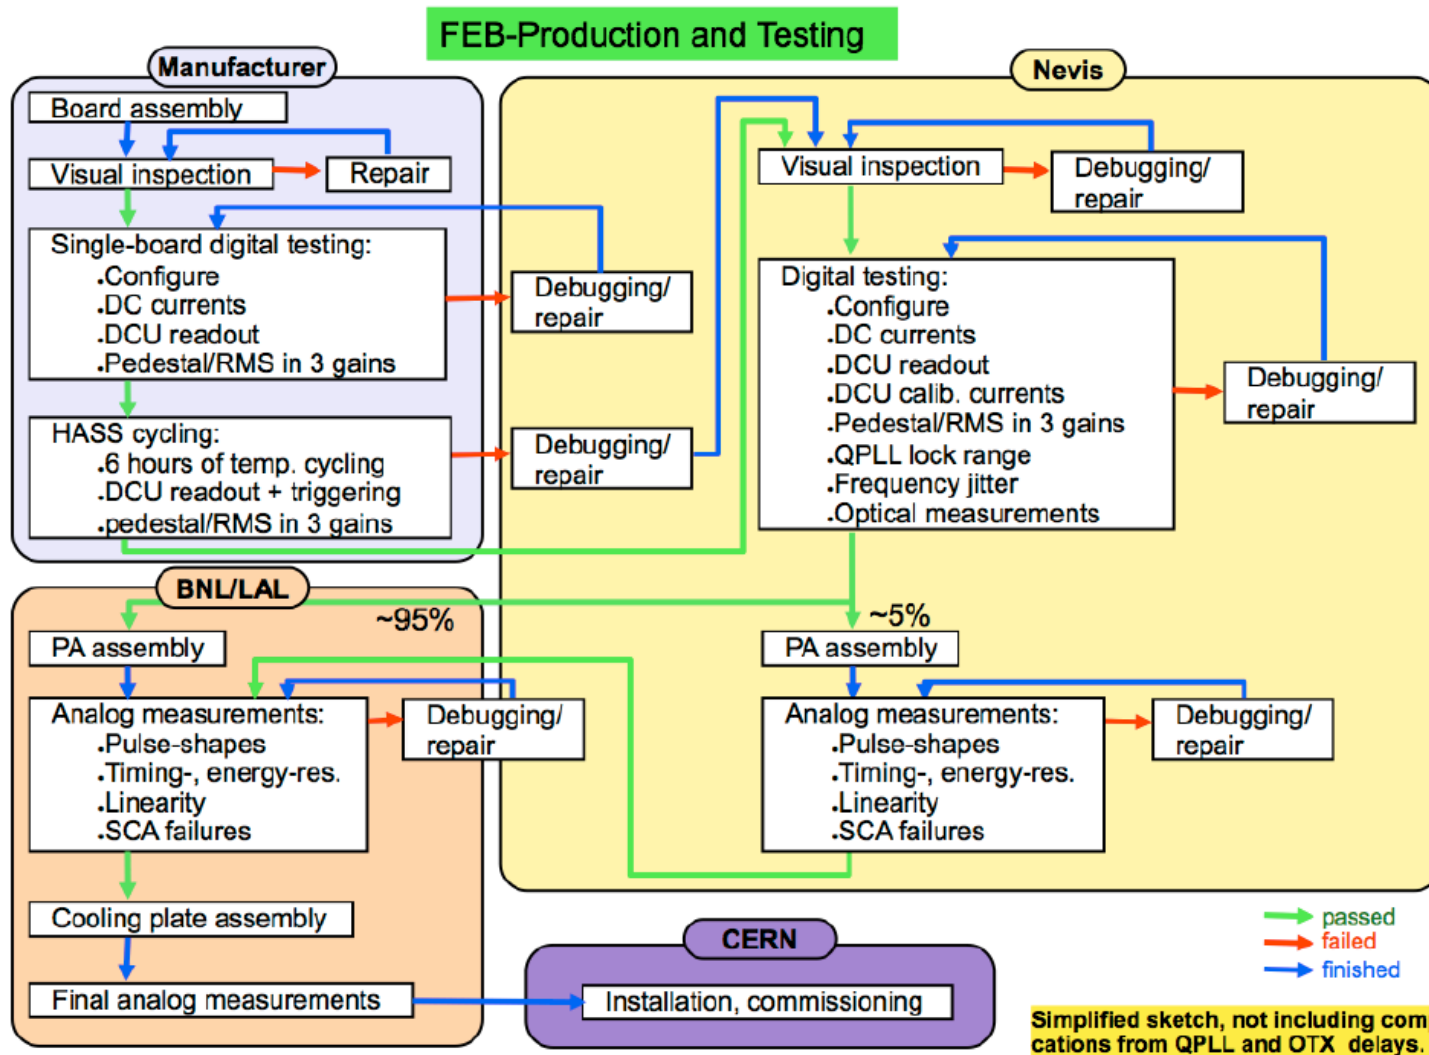 FEB-Production and Testing
Manufacturer
Board assembly
Visual inspection
Repair
Single-board digital testing:
.Configure
.DC currents
.DCU readout
.Pedestal/RMS in 3 gains
Debugging/
repair
HASS cycling:
.6 hours of temp. cycling
.DCU readout + triggering
.pedestal/RMS in 3 gains
Debugging/
repair
Nevis
Visual inspection
Debugging/
repair
Digital testing:
.Configure
.DC currents
.DCU readout
.DCU calib. currents
.Pedestal/RMS in 3 gains
.QPLL lock range
.Frequency jitter
.Optical measurements
Debugging/
repair
~5%
PA assembly
Analog measurements:
.Pulse-shapes
.Timing-, energy-res.
.Linearity
.SCA failures
Debugging/
repair
BNL/LAL
~95%
PA assembly
Analog measurements:
.Pulse-shapes
.Timing-, energy-res.
.Linearity
.SCA failures
Debugging/
repair
Cooling plate assembly
Final analog measurements
CERN
Installation, commissioning
passed
failed
finished
Simplified sketch, not including com
cations from QPLL and OTX delays.